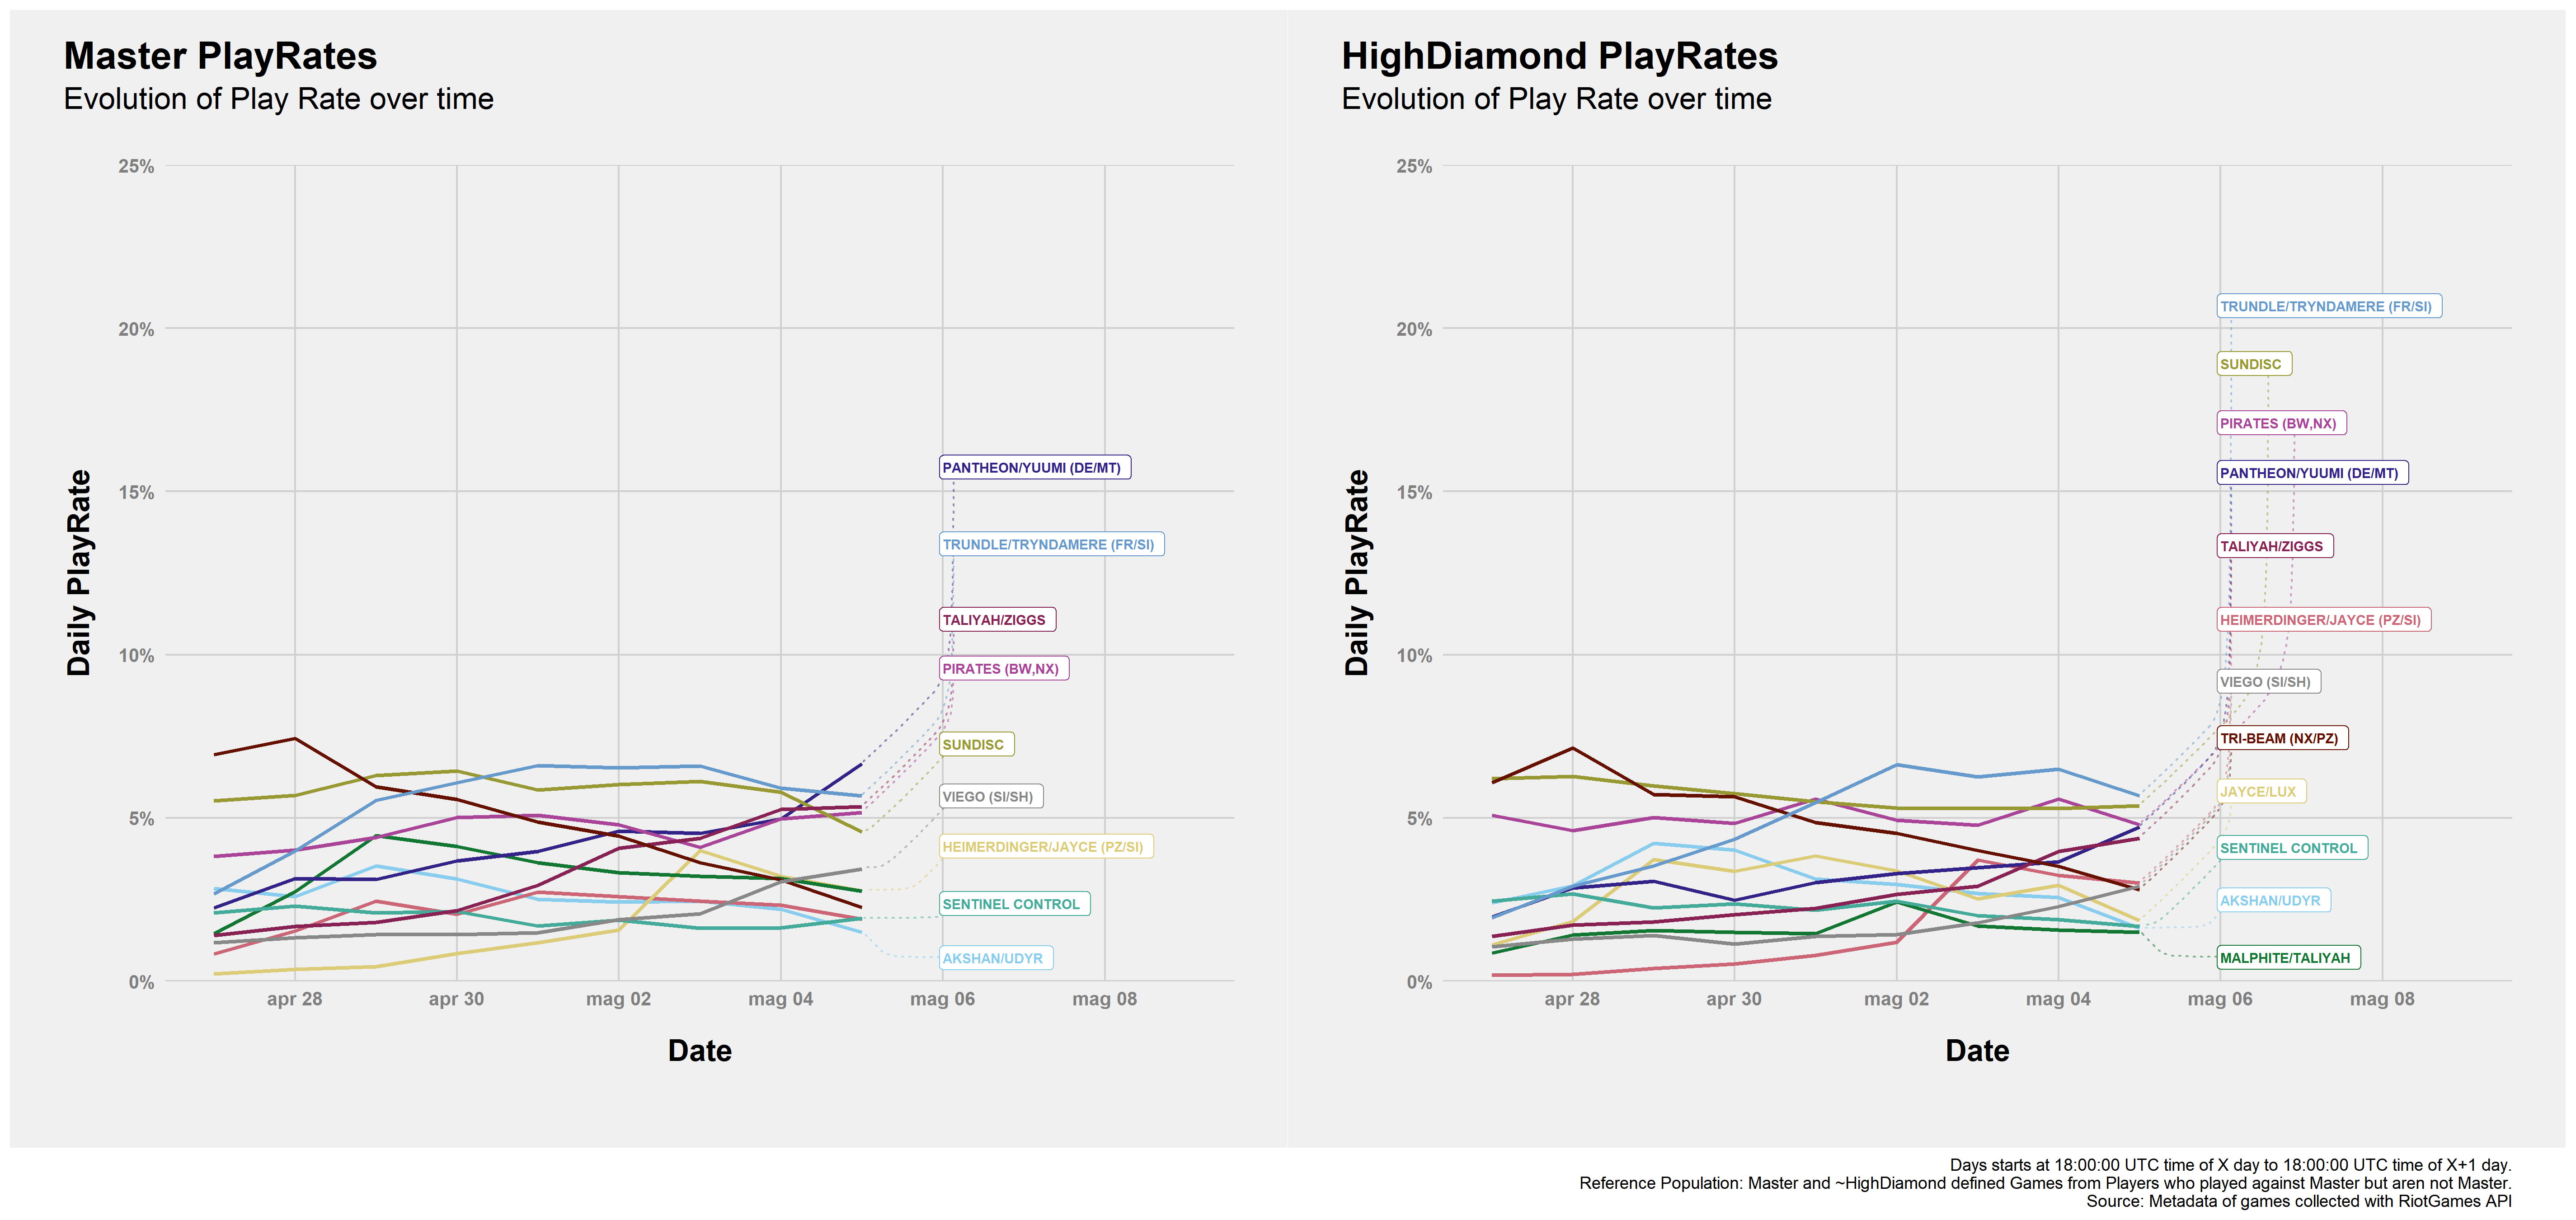 Master PlayRates
Evolution of Play Rate over time
25%
20%
15%
10%
5%
0%
Daily PlayRate
PANTHEON/YUUMI (DE/MT)
TRUNDLE/TRYNDAMERE (FR/SI)
TALIYAH/ZIGGS
PIRATES (BW,NX)
SUNDISC
VIEGO (SI/SH)
HEIMERDINGER/JAYCE (PZ/SI)
SENTINEL CONTROL
AKSHAN/UDYR
apr 28 apr 30 mag 02 mag 04 mag 06 mag 08
Date
HighDiamond PlayRates
Evolution of Play Rate over time
25%
20%
15%
10%
5%
0%
Daily PlayRate
TRUNDLE/TRYNDAMERE (FR/SI)
SUNDISC
PIRATES (BW,NX)
PANTHEON/YUUMI (DE/MT)
TALIYAH/ZIGGS
HEIMERDINGER/JAYCE (PZ/SI)
VIEGO (SI/SH)
TRI-BEAM (NX/PZ)
JAYCE/LUX
SENTINEL CONTROL
AKSHAN/UDYR
MALPHITE/TALIYAH
apr 28 apr 30 mag 02 mag 04 mag 06 mag 08
Date
Days starts at 18:00:00 UTC time of X day to 18:00:00 UTC time of X+1 day.
Reference Population: Master and ~HighDiamond defined Games from Players who played against Master but aren not Master.
Source: Metadata of games collected with RiotGames API